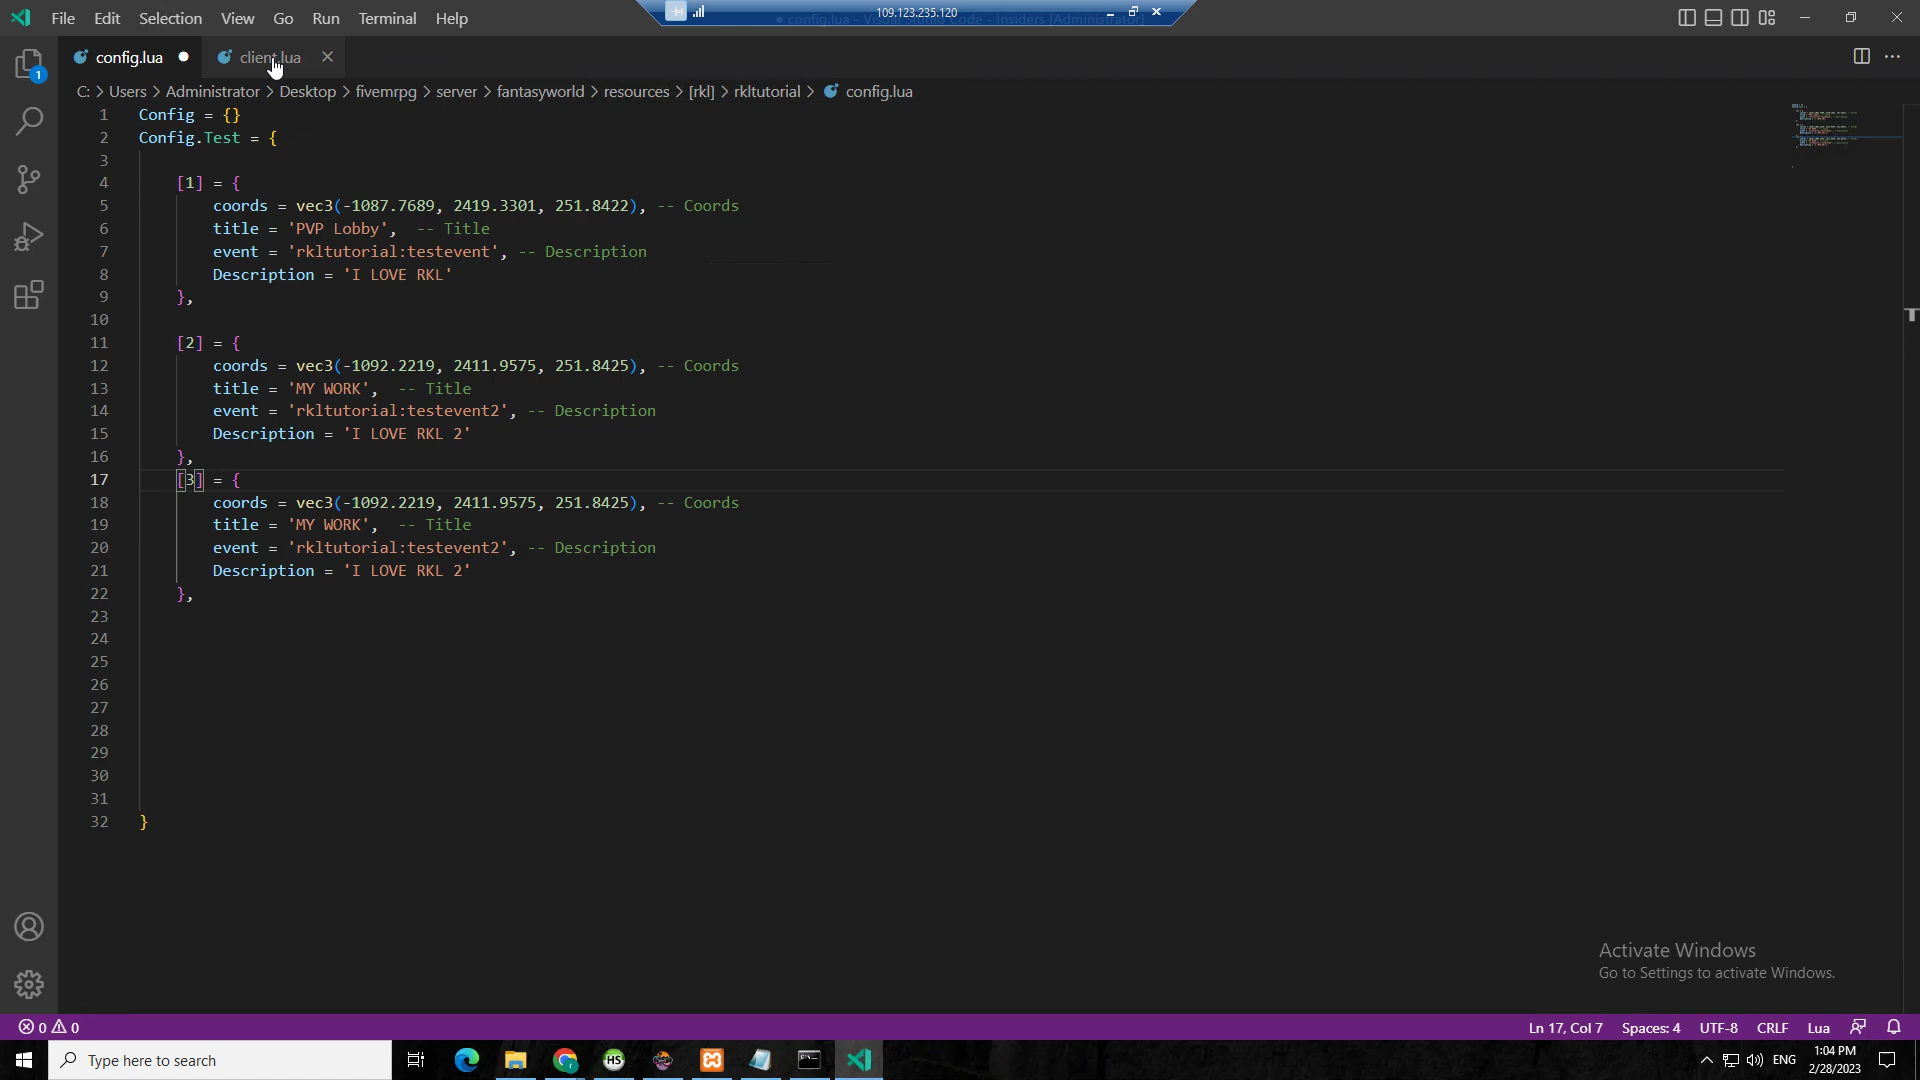 File Edit Selection View Go Run Terminal Help
109.123.235.120
config.lua - Visual Studio Code - Insiders [Administrator]
config.lua
client.lua
C: > Users > Administrator > Desktop > fivemrpg > server > fantasyworld > resources > [rkl] > rkltutorial > config.lua
1 Config = {}
2 Config.Test = {
3
4 [1] = {
5 coords = vec3(-1087.7689, 2419.3301, 251.8422), -- Coords
6 title = 'PVP Lobby', -- Title
7 event = 'rkltutorial:testevent', -- Description
8 Description = 'I LOVE RKL'
9 },
10
11 [2] = {
12 coords = vec3(-1092.2219, 2411.9575, 251.8425), -- Coords
13 title = 'MY WORK', -- Title
14 event = 'rkltutorial:testevent2', -- Description
15 Description = 'I LOVE RKL 2'
16 },
17 [3] = {
18 coords = vec3(-1092.2219, 2411.9575, 251.8425), -- Coords
19 title = 'MY WORK', -- Title
20 event = 'rkltutorial:testevent2', -- Description
21 Description = 'I LOVE RKL 2'
22 },
23
24
25
26
27
28
29
30
31
32 }
1
Activate Windows
Go to Settings to activate Windows.
0 0
Ln 17, Col 7 Spaces: 4 UTF-8 CRLF Lua
Type here to search
HS
ENG
1:04 PM
2/28/2023